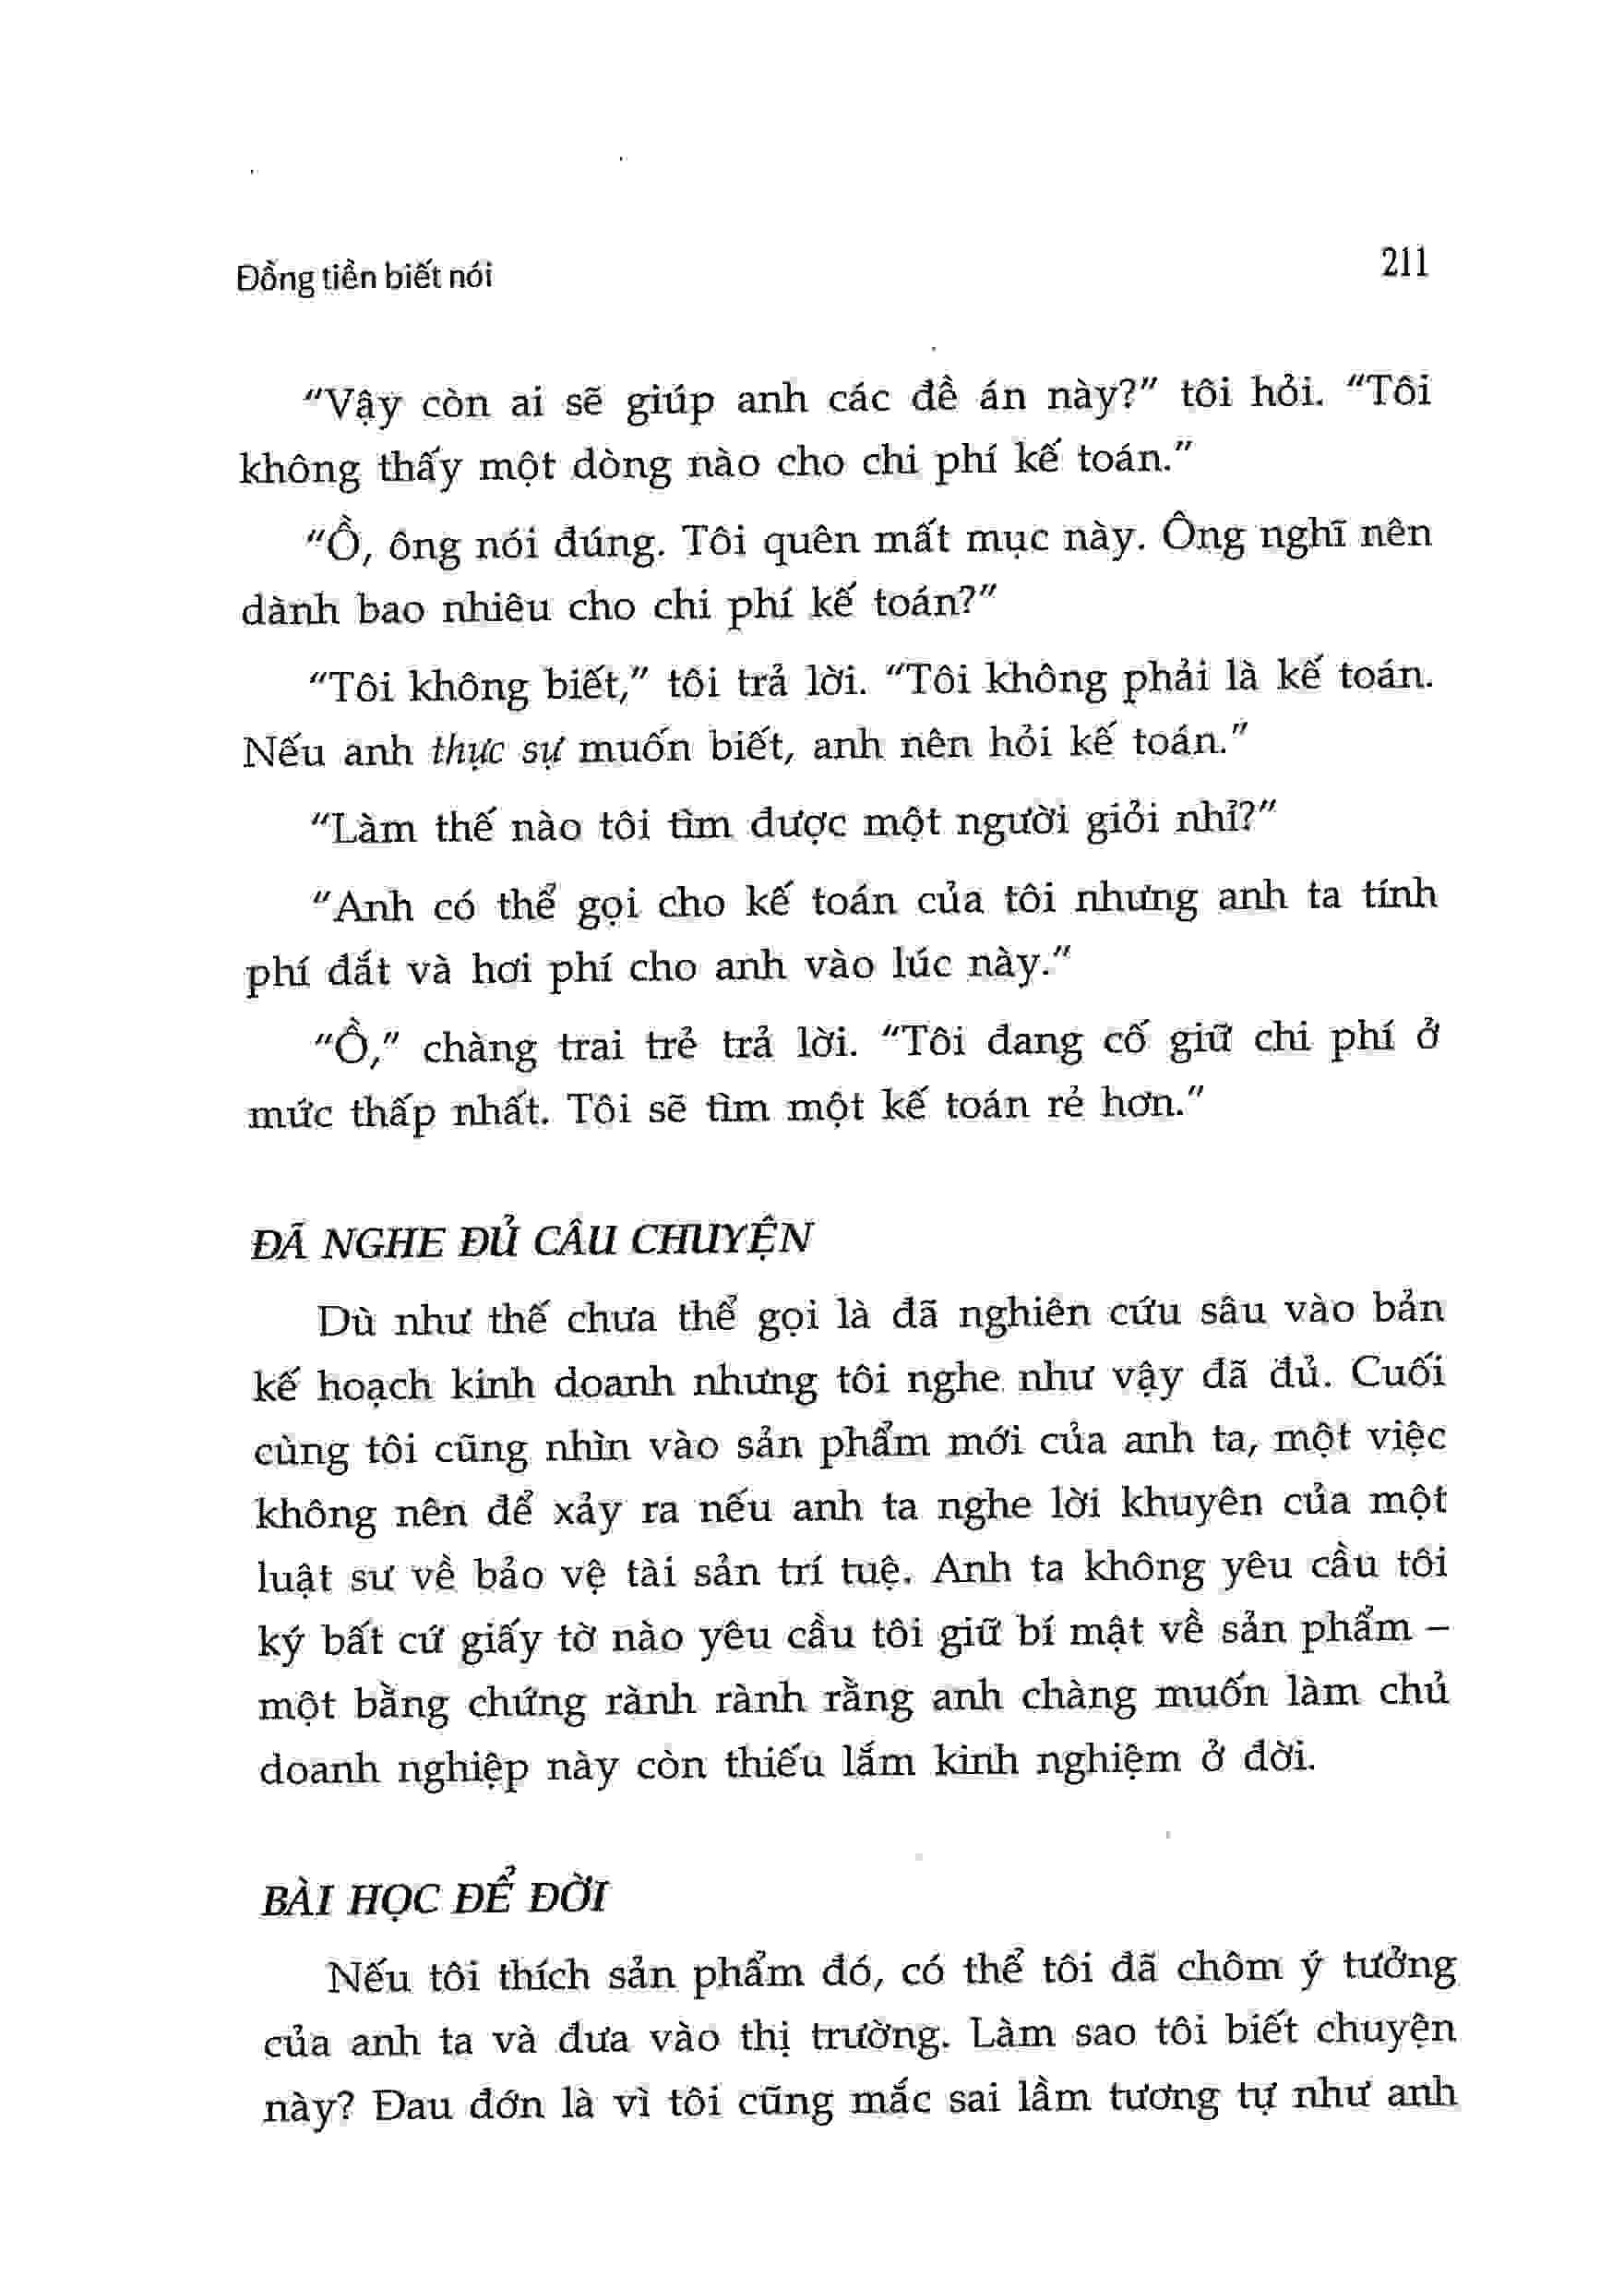 Đồng tiền biết nói 211
“Vậy còn ai sẽ giúp anh các đề án này?” tôi hỏi. “Tôi
không thấy một dòng nào cho chi phí kế toán.”
“Ồ, ông nói đúng. Tôi quên mất mục này. Ông nghĩ nên
dành bao nhiêu cho chi phí kế toán?”
“Tôi không biết,” tôi trả lời. “Tôi không phải là kế toán.
Nếu anh thực sự muốn biết, anh nên hỏi kế toán.”
“Làm thế nào tôi tìm được một người giỏi nhỉ?”
“Anh có thể gọi cho kế toán của tôi nhưng anh ta tính
phí đắt và hơi phí cho anh vào lúc này.”
“Ồ,” chàng trai trẻ trả lời. “Tôi đang cố giữ chi phí ở
mức thấp nhất. Tôi sẽ tìm một kế toán rẻ hơn.”
ĐÃ NGHE ĐỦ CÂU CHUYỆN
Dù như thế chưa thể gọi là đã nghiên cứu sâu vào bản
kế hoạch kinh doanh nhưng tôi nghe như vậy đã đủ. Cuối
cùng tôi cũng nhìn vào sản phẩm mới của anh ta, một việc
không nên để xảy ra nếu anh ta nghe lời khuyên của một
luật sư về bảo vệ tài sản trí tuệ. Anh ta không yêu cầu tôi
ký bất cứ giấy tờ nào yêu cầu tôi giữ bí mật về sản phẩm –
một bằng chứng rành rành rằng anh chàng muốn làm chủ
doanh nghiệp này còn thiếu lắm kinh nghiệm ở đời.
BÀI HỌC ĐỂ ĐỜI
Nếu tôi thích sản phẩm đó, có thể tôi đã chôm ý tưởng
của anh ta và đưa vào thị trường. Làm sao tôi biết chuyện
này? Đau đớn là vì tôi cũng mắc sai lầm tương tự như anh